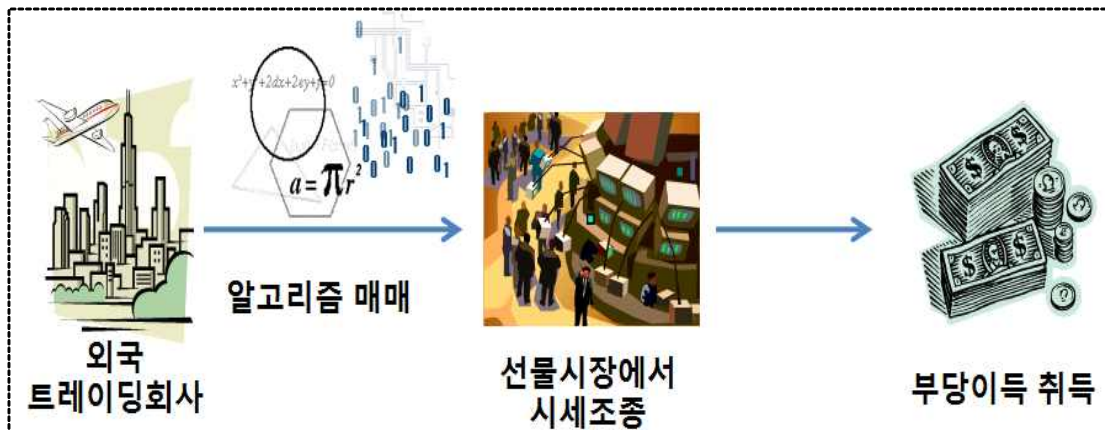 x³+y²+2dx+2ey+f=0
a = πr²
알고리즘 매매
외국
트레이딩회사
선물시장에서
시세조종
부당이득 취득